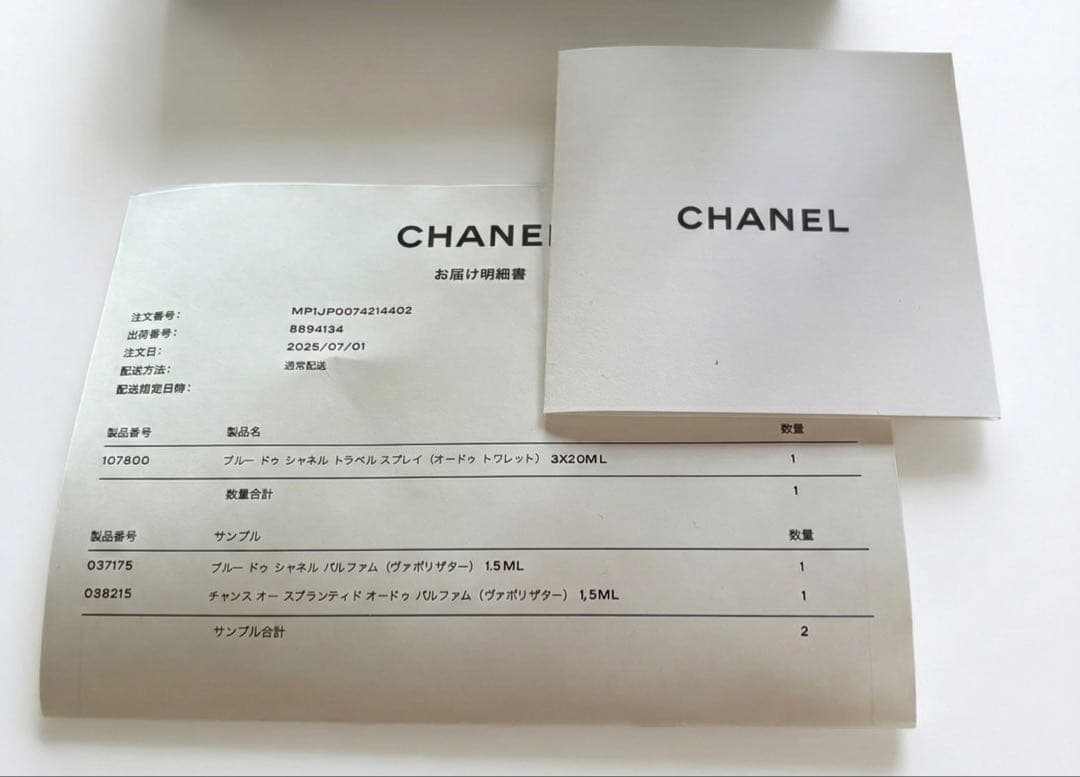 CHANEL
CHANE
お届け明細書
注文番号: MP1JP0074214402
出荷番号: 8894134
注文日: 2025/07/01
配送方法: 通常配送
配送指定日時:
製品番号 製品名 数量
107800 ブルー ドゥ シャネル トラベル スプレイ（オードゥ トワレット） 3X20ML 1
数量合計 1
製品番号 サンプル 数量
037175 ブルー ドゥ シャネル パルファム（ヴァポリザター） 1.5ML 1
038215 チャンス オー スプランティド オードゥ パルファム（ヴァポリザター） 1,5ML 1
サンプル合計 2